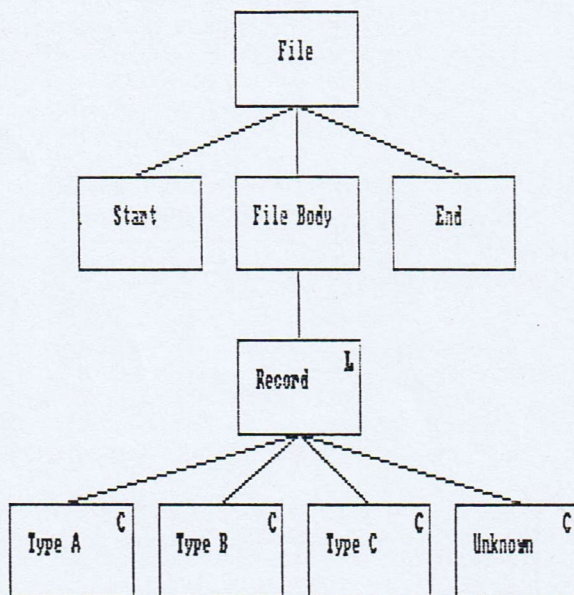 File
Start
File Body
End
L
Record
C
Type A
C
Type B
C
Type C
C
Unknown